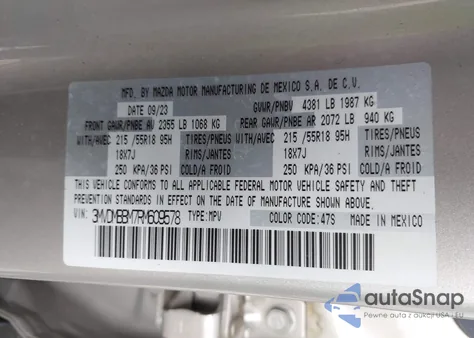 MFD. BY MAZDA MOTOR MANUFACTURING DE MEXICO S.A. DE C.V.
DATE 09/23 GVWR/PNBV 4381 LB 1987 KG
FRONT GAWR/PNBE AV 2355 LB 1068 KG REAR GAWR/PNBE AR 2072 LB 940 KG
WITH/AVEC 215 /55R18 95H TIRES/PNEUS WITH/AVEC 215 /55R18 95H TIRES/PNEUS
18X7J RIMS/JANTES 18X7J RIMS/JANTES
250 KPA/36 PSI COLD/A FROID 250 KPA/36 PSI COLD/A FROID
THIS VEHICLE CONFORMS TO ALL APPLICABLE FEDERAL MOTOR VEHICLE SAFETY AND THEFT
PREVENTION STANDARDS IN EFFECT ON THE DATE OF MANUFACTURE SHOWN ABOVE.
VIN: 3MVDMBBM7RM609578 TYPE:MPV COLOR CODE:47S MADE IN MEXICO
autoSnap
Pewne auta z aukcji USA i EU